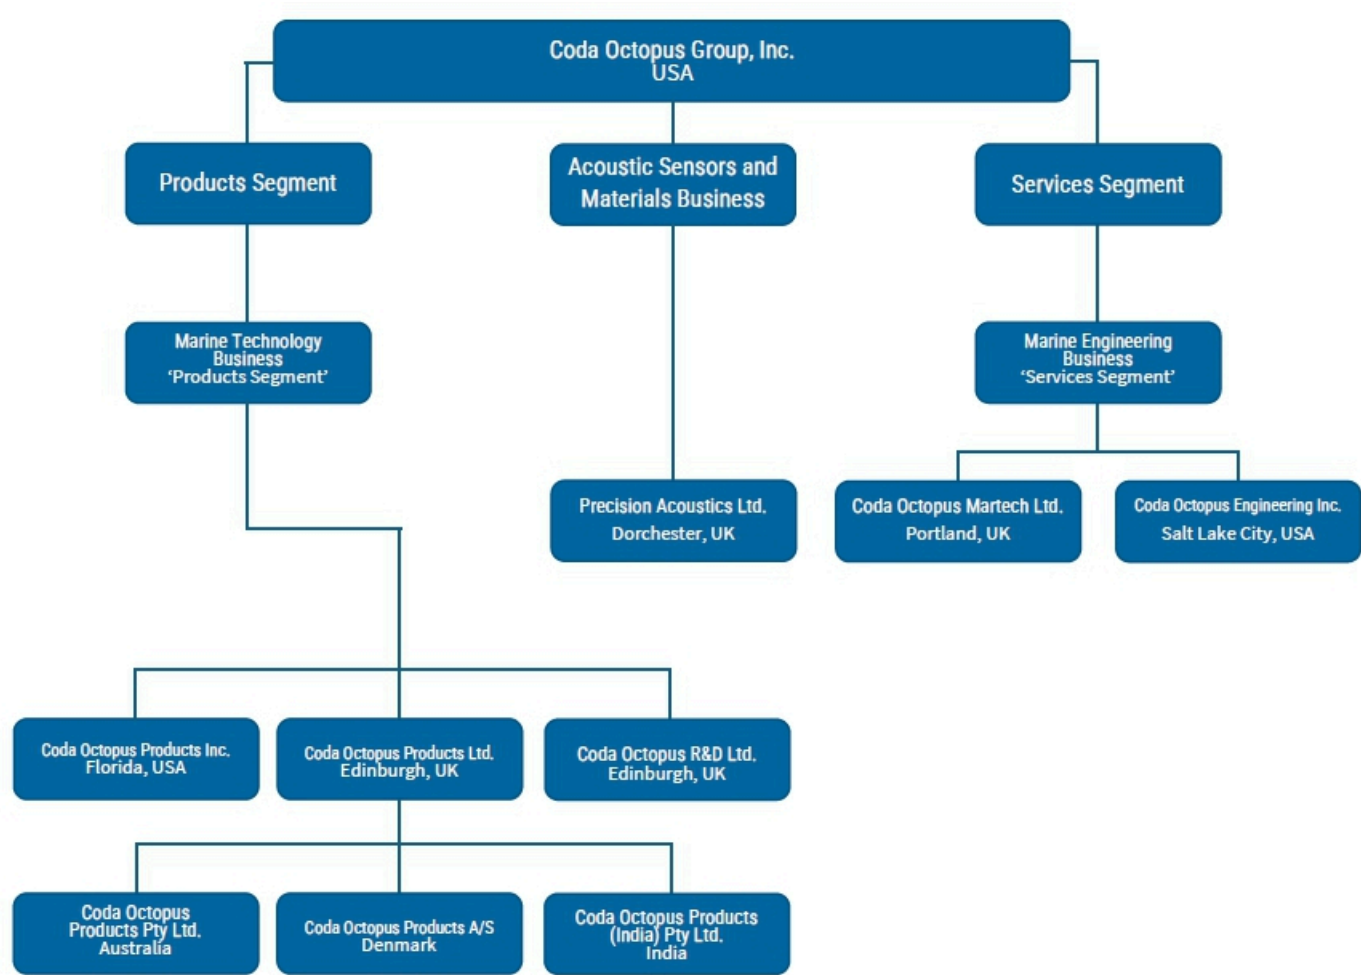 Coda Octopus Group, Inc.
USA
Products Segment
Acoustic Sensors and
Materials Business
Services Segment
Marine Technology
Business
‘Products Segment’
Marine Engineering
Business
‘Services Segment’
Precision Acoustics Ltd.
Dorchester, UK
Coda Octopus Martech Ltd.
Portland, UK
Coda Octopus Engineering Inc.
Salt Lake City, USA
Coda Octopus Products Inc.
Florida, USA
Coda Octopus Products Ltd.
Edinburgh, UK
Coda Octopus R&D Ltd.
Edinburgh, UK
Coda Octopus
Products Pty Ltd.
Australia
Coda Octopus Products A/S
Denmark
Coda Octopus Products
(India) Pty Ltd.
India